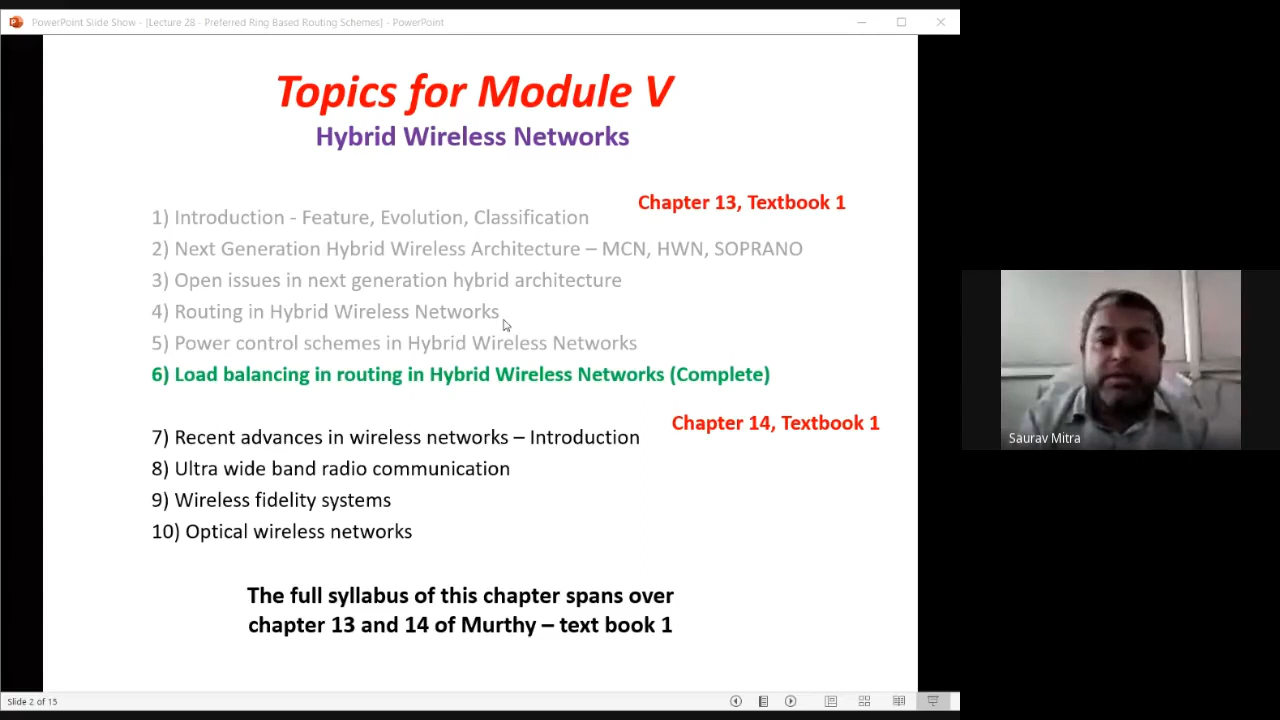 PowerPoint Slide Show - [Lecture 28 - Preferred Ring Based Routing Schemes] - PowerPoint
Topics for Module V
Hybrid Wireless Networks
Chapter 13, Textbook 1
1) Introduction - Feature, Evolution, Classification
2) Next Generation Hybrid Wireless Architecture – MCN, HWN, SOPRANO
3) Open issues in next generation hybrid architecture
4) Routing in Hybrid Wireless Networks
5) Power control schemes in Hybrid Wireless Networks
6) Load balancing in routing in Hybrid Wireless Networks (Complete)
Chapter 14, Textbook 1
7) Recent advances in wireless networks – Introduction
8) Ultra wide band radio communication
9) Wireless fidelity systems
10) Optical wireless networks
The full syllabus of this chapter spans over
chapter 13 and 14 of Murthy – text book 1
Slide 2 of 15
Saurav Mitra